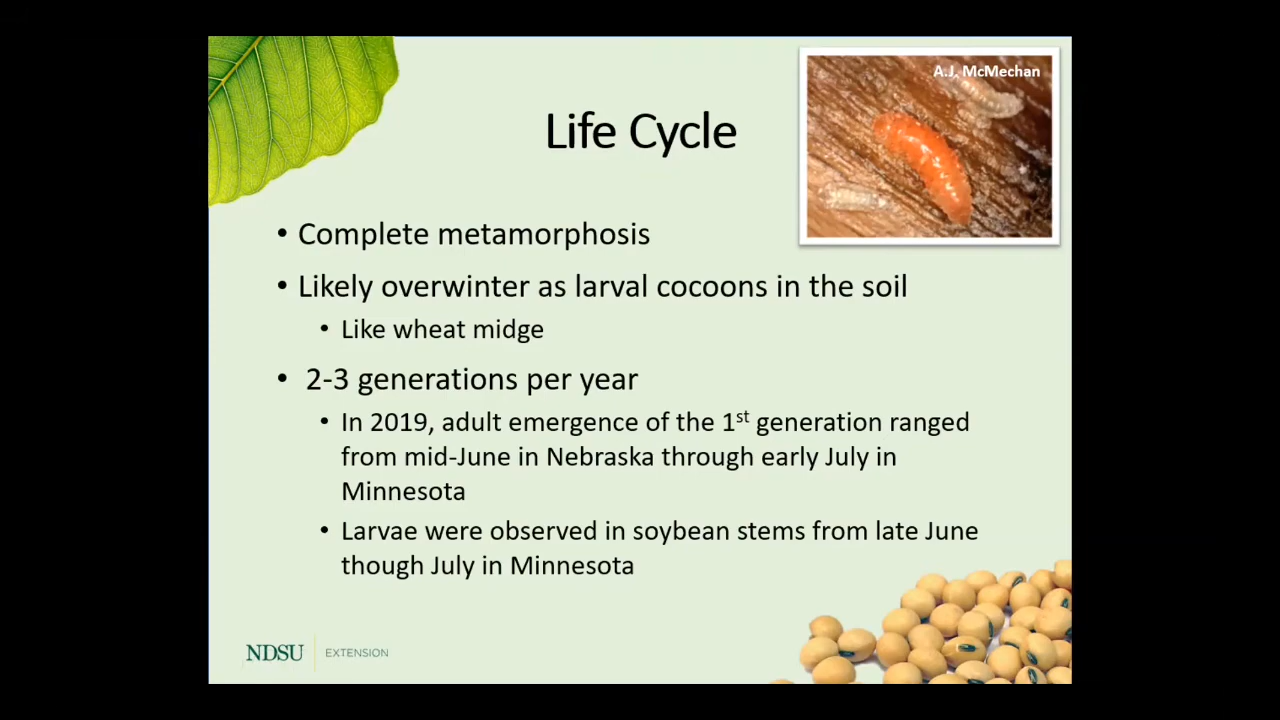 A.J. McMechan
Life Cycle
• Complete metamorphosis
• Likely overwinter as larval cocoons in the soil
• Like wheat midge
• 2-3 generations per year
• In 2019, adult emergence of the 1st generation ranged
from mid-June in Nebraska through early July in
Minnesota
• Larvae were observed in soybean stems from late June
though July in Minnesota
NDSU EXTENSION